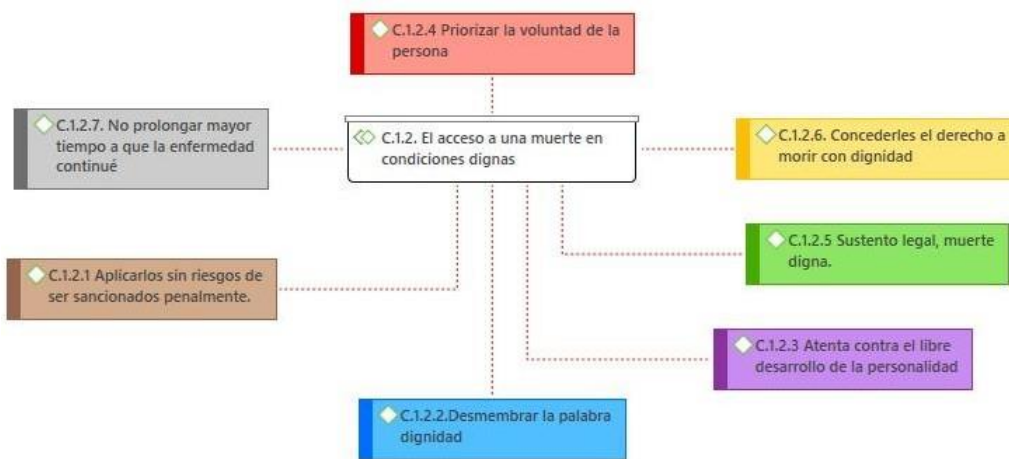 C.1.2.4 Priorizar la voluntad de la
persona
C.1.2.7. No prolongar mayor
tiempo a que la enfermedad
continué
C.1.2. El acceso a una muerte en
condiciones dignas
C.1.2.6. Concederles el derecho a
morir con dignidad
C.1.2.5 Sustento legal, muerte
digna.
C.1.2.1 Aplicarlos sin riesgos de
ser sancionados penalmente.
C.1.2.3 Atenta contra el libre
desarrollo de la personalidad
C.1.2.2.Desmembrar la palabra
dignidad